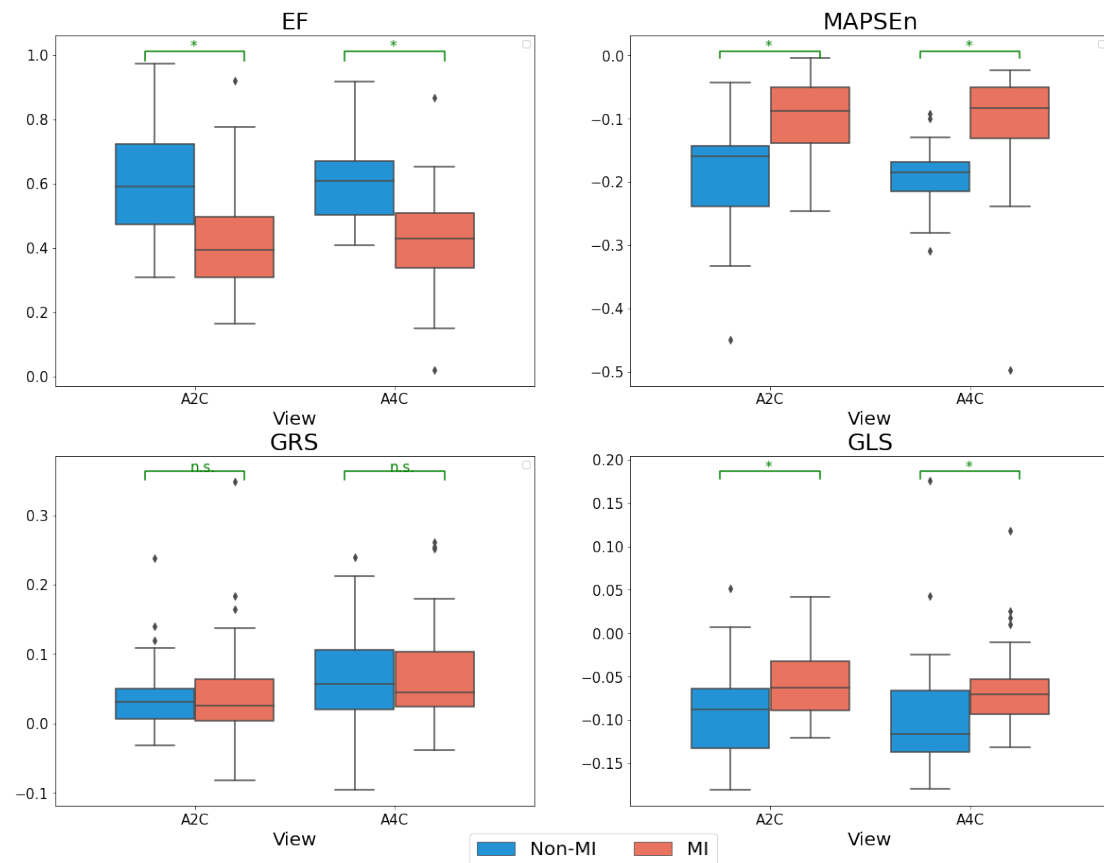 EF
* *
1.0
0.8
0.6
0.4
0.2
0.0
A2C A4C
View
MAPSEn
* *
0.0
−0.1
−0.2
−0.3
−0.4
−0.5
A2C A4C
View
GRS
n.s. n.s.
0.3
0.2
0.1
0.0
−0.1
A2C A4C
View
GLS
* *
0.20
0.15
0.10
0.05
0.00
−0.05
−0.10
−0.15
A2C A4C
View
Non-MI MI